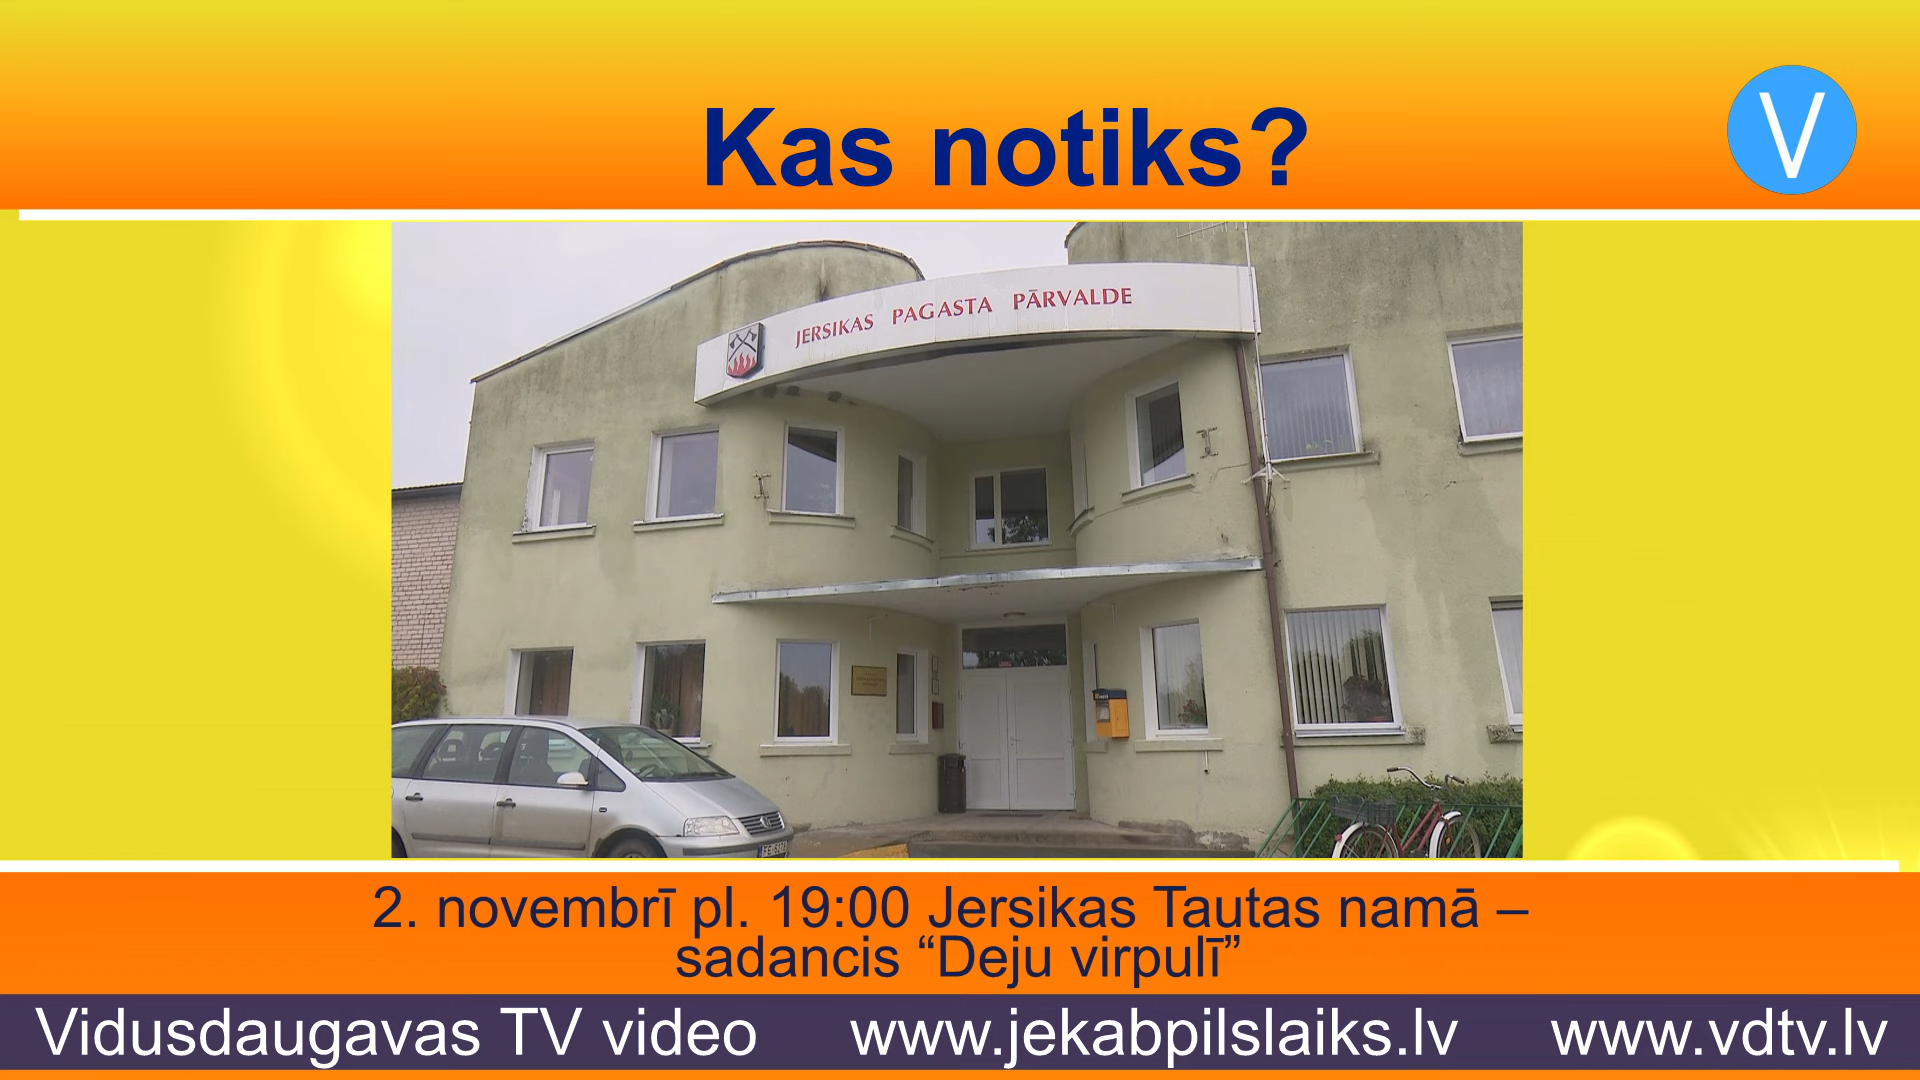 Kas notiks?
V
JERSIKAS PAGASTA PĀRVALDE
2. novembrī pl. 19:00 Jersikas Tautas namā –
sadancis “Deju virpulī”
Vidusdaugavas TV video www.jekabpilslaiks.lv www.vdtv.lv